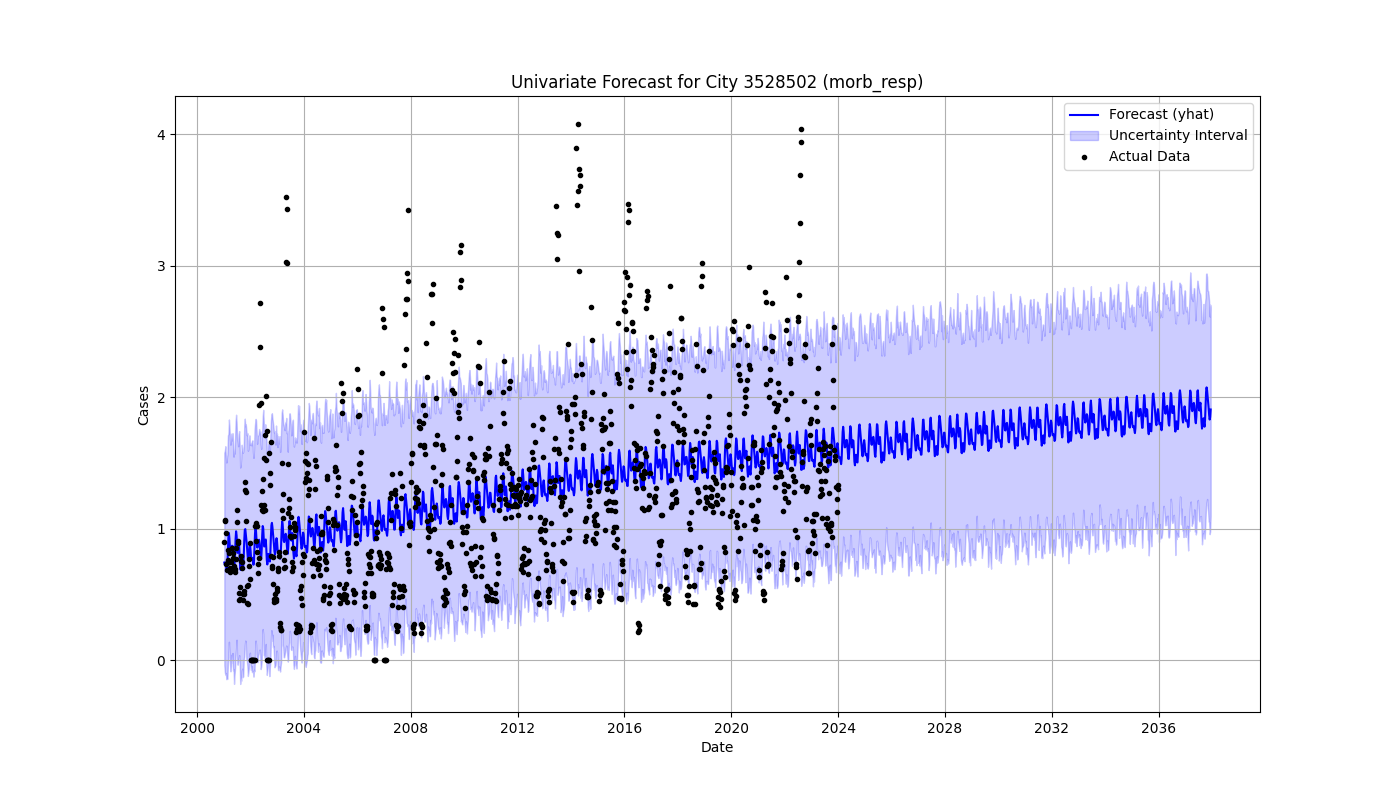 Univariate Forecast for City 3528502 (morb_resp)
Forecast (yhat)
Uncertainty Interval
Actual Data
Cases
4
3
2
1
0
2000 2004 2008 2012 2016 2020 2024 2028 2032 2036
Date